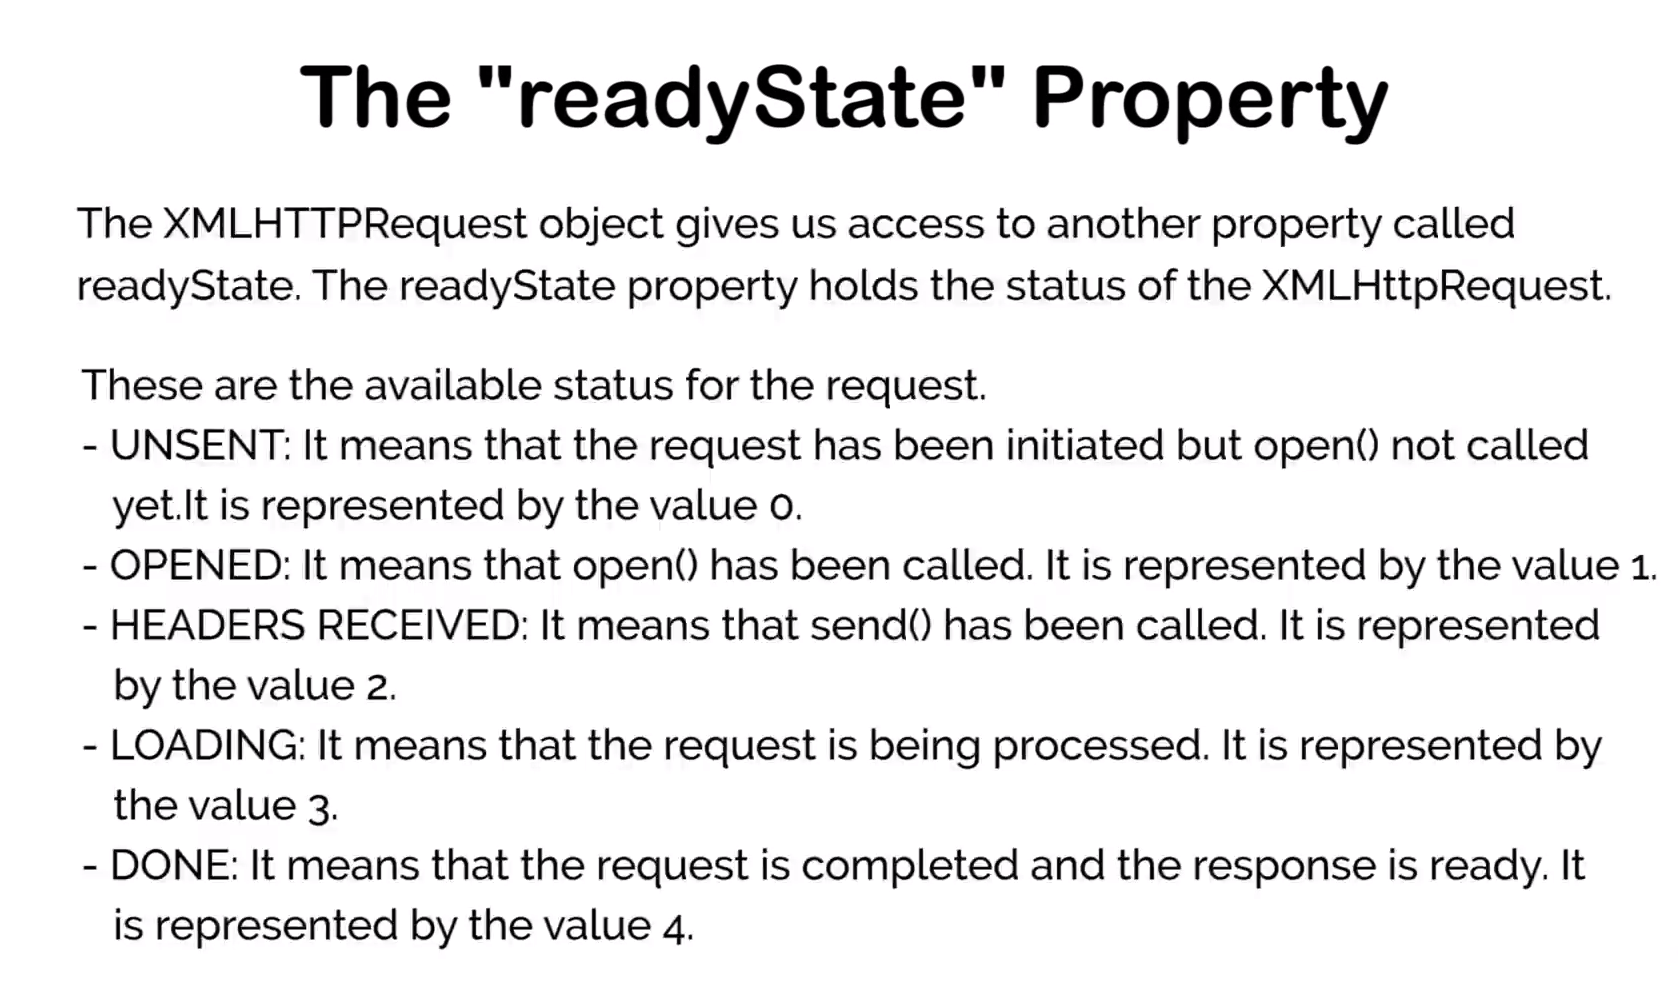 The "readyState" Property
The XMLHTTPRequest object gives us access to another property called
readyState. The readyState property holds the status of the XMLHttpRequest.
These are the available status for the request.
- UNSENT: It means that the request has been initiated but open() not called
yet.It is represented by the value 0.
- OPENED: It means that open() has been called. It is represented by the value 1.
- HEADERS RECEIVED: It means that send() has been called. It is represented
by the value 2.
- LOADING: It means that the request is being processed. It is represented by
the value 3.
- DONE: It means that the request is completed and the response is ready. It
is represented by the value 4.